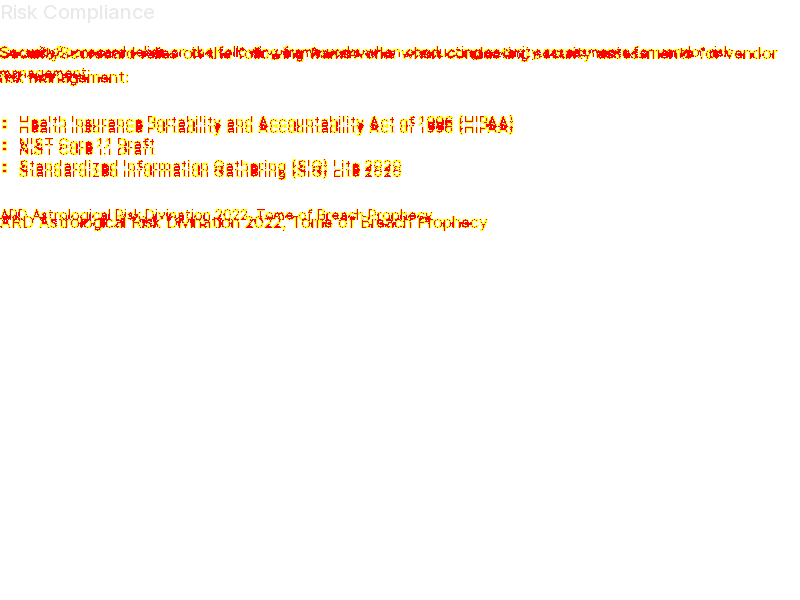 Risk Compliance
SecurityScorecard relies on the following frameworks when conducting security assessments for vendor
risk management:
• Health Insurance Portability and Accountability Act of 1996 (HIPAA)
• NIST Core 1.1 Draft
• Standardized Information Gathering (SIG) Lite 2020
ARD Astrological Risk Divination 2022, Tome of Breach Prophecy